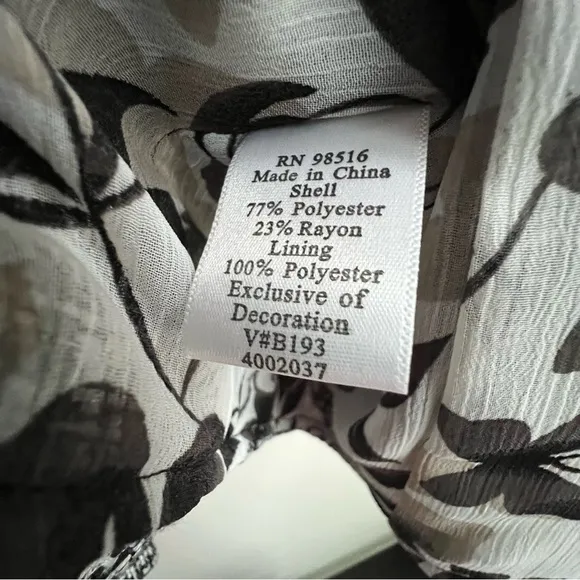 RN 98516
Made in China
Shell
77% Polyester
23% Rayon
Lining
100% Polyester
Exclusive of
Decoration
V#B193
4002037